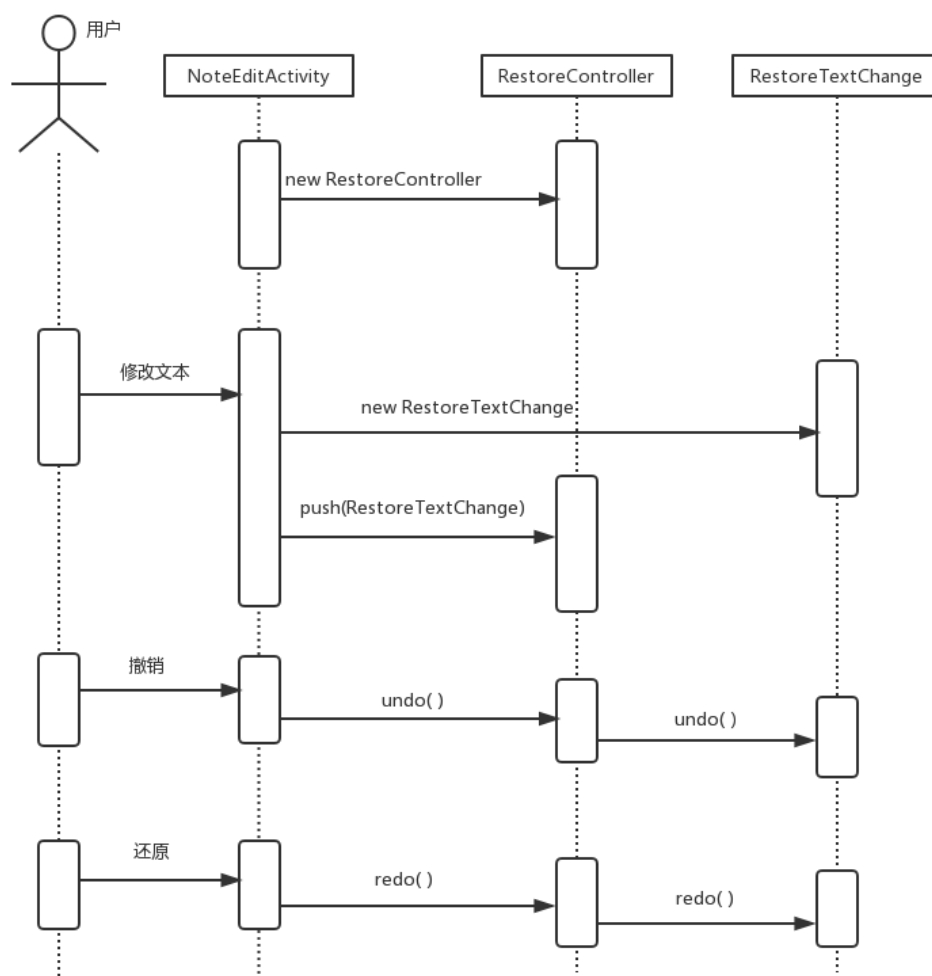 用户
NoteEditActivity
RestoreController
RestoreTextChange
new RestoreController
修改文本
new RestoreTextChange
push(RestoreTextChange)
撤销
undo( )
undo( )
还原
redo( )
redo( )